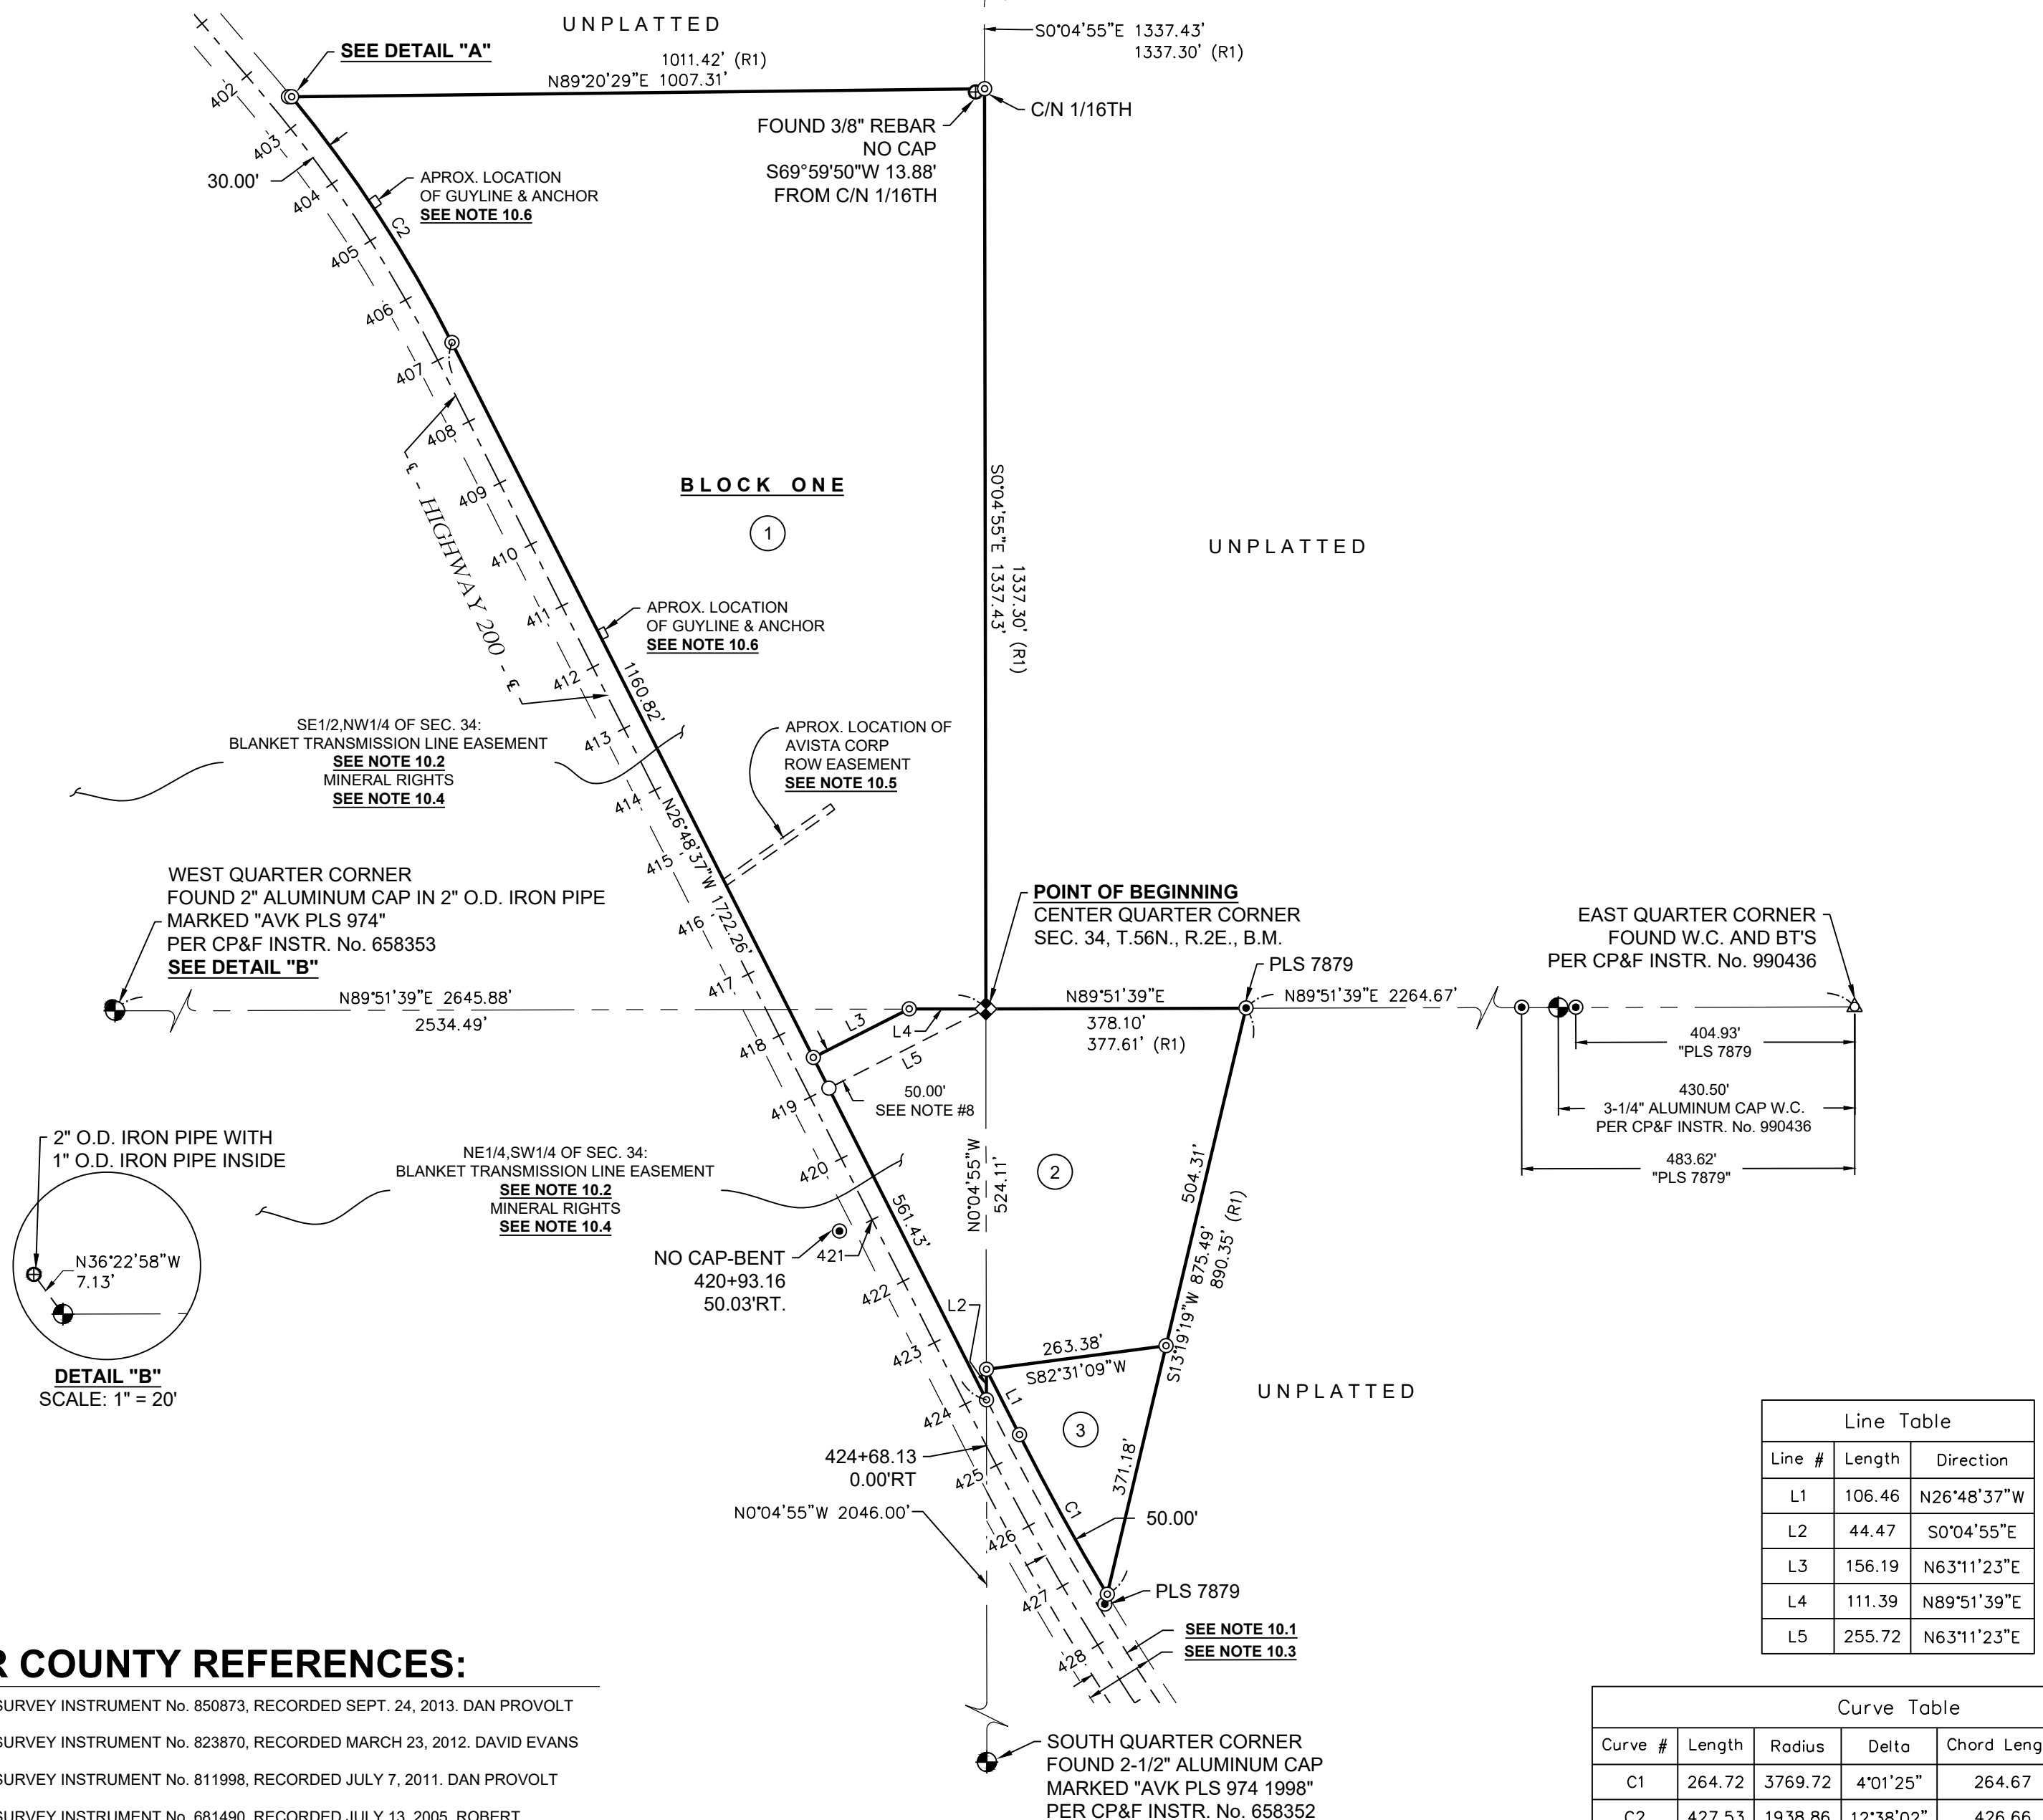 UNPLATTED
S0°04'55"E 1337.43'
1337.30' (R1)
SEE DETAIL "A"
1011.42' (R1)
N89°20'29"E 1007.31'
C/N 1/16TH
FOUND 3/8" REBAR
NO CAP
S69°59'50"W 13.88'
FROM C/N 1/16TH
402
403
30.00'
404
405
406
407
408
409
410
411
412
413
414
415
416
417
418
419
420
421
422
423
424
425
426
427
428
APROX. LOCATION
OF GUYLINE & ANCHOR
SEE NOTE 10.6
C2
℄ - HIGHWAY 200 - ℄
BLOCK ONE
1
S0°04'55"E 1337.43'
1337.30' (R1)
UNPLATTED
APROX. LOCATION
OF GUYLINE & ANCHOR
SEE NOTE 10.6
1160.82'
N26°48'37"W 1722.26'
SE1/2,NW1/4 OF SEC. 34:
BLANKET TRANSMISSION LINE EASEMENT
SEE NOTE 10.2
MINERAL RIGHTS
SEE NOTE 10.4
APROX. LOCATION OF
AVISTA CORP
ROW EASEMENT
SEE NOTE 10.5
WEST QUARTER CORNER
FOUND 2" ALUMINUM CAP IN 2" O.D. IRON PIPE
MARKED "AVK PLS 974"
PER CP&F INSTR. No. 658353
SEE DETAIL "B"
N89°51'39"E 2645.88'
2534.49'
POINT OF BEGINNING
CENTER QUARTER CORNER
SEC. 34, T.56N., R.2E., B.M.
PLS 7879
N89°51'39"E
378.10'
377.61' (R1)
N89°51'39"E 2264.67'
EAST QUARTER CORNER
FOUND W.C. AND BT'S
PER CP&F INSTR. No. 990436
404.93'
"PLS 7879
430.50'
3-1/4" ALUMINUM CAP W.C.
PER CP&F INSTR. No. 990436
483.62'
"PLS 7879"
L3
L4
L5
50.00'
SEE NOTE #8
2" O.D. IRON PIPE WITH
1" O.D. IRON PIPE INSIDE
N36°22'58"W
7.13'
DETAIL "B"
SCALE: 1" = 20'
NE1/4,SW1/4 OF SEC. 34:
BLANKET TRANSMISSION LINE EASEMENT
SEE NOTE 10.2
MINERAL RIGHTS
SEE NOTE 10.4
561.43'
N0°04'55"W
524.11'
2
504.31'
S13°19'19"W 875.49'
890.35' (R1)
NO CAP-BENT
420+93.16
50.03'RT.
L2
263.38'
S82°31'09"W
L1
3
UNPLATTED
371.18'
424+68.13
0.00'RT
N0°04'55"W 2046.00'
C1
50.00'
PLS 7879
SEE NOTE 10.1
SEE NOTE 10.3
SOUTH QUARTER CORNER
FOUND 2-1/2" ALUMINUM CAP
MARKED "AVK PLS 974 1998"
PER CP&F INSTR. No. 658352
R COUNTY REFERENCES:
SURVEY INSTRUMENT No. 850873, RECORDED SEPT. 24, 2013. DAN PROVOLT
SURVEY INSTRUMENT No. 823870, RECORDED MARCH 23, 2012. DAVID EVANS
SURVEY INSTRUMENT No. 811998, RECORDED JULY 7, 2011. DAN PROVOLT
SURVEY INSTRUMENT No. 681490, RECORDED JULY 13, 2005. ROBERT
Line Table
Line # Length Direction
L1 106.46 N26°48'37"W
L2 44.47 S0°04'55"E
L3 156.19 N63°11'23"E
L4 111.39 N89°51'39"E
L5 255.72 N63°11'23"E
Curve Table
Curve # Length Radius Delta Chord Leng
C1 264.72 3769.72 4°01'25" 264.67
C2 427.53 1938.86 12°38'02" 426.66